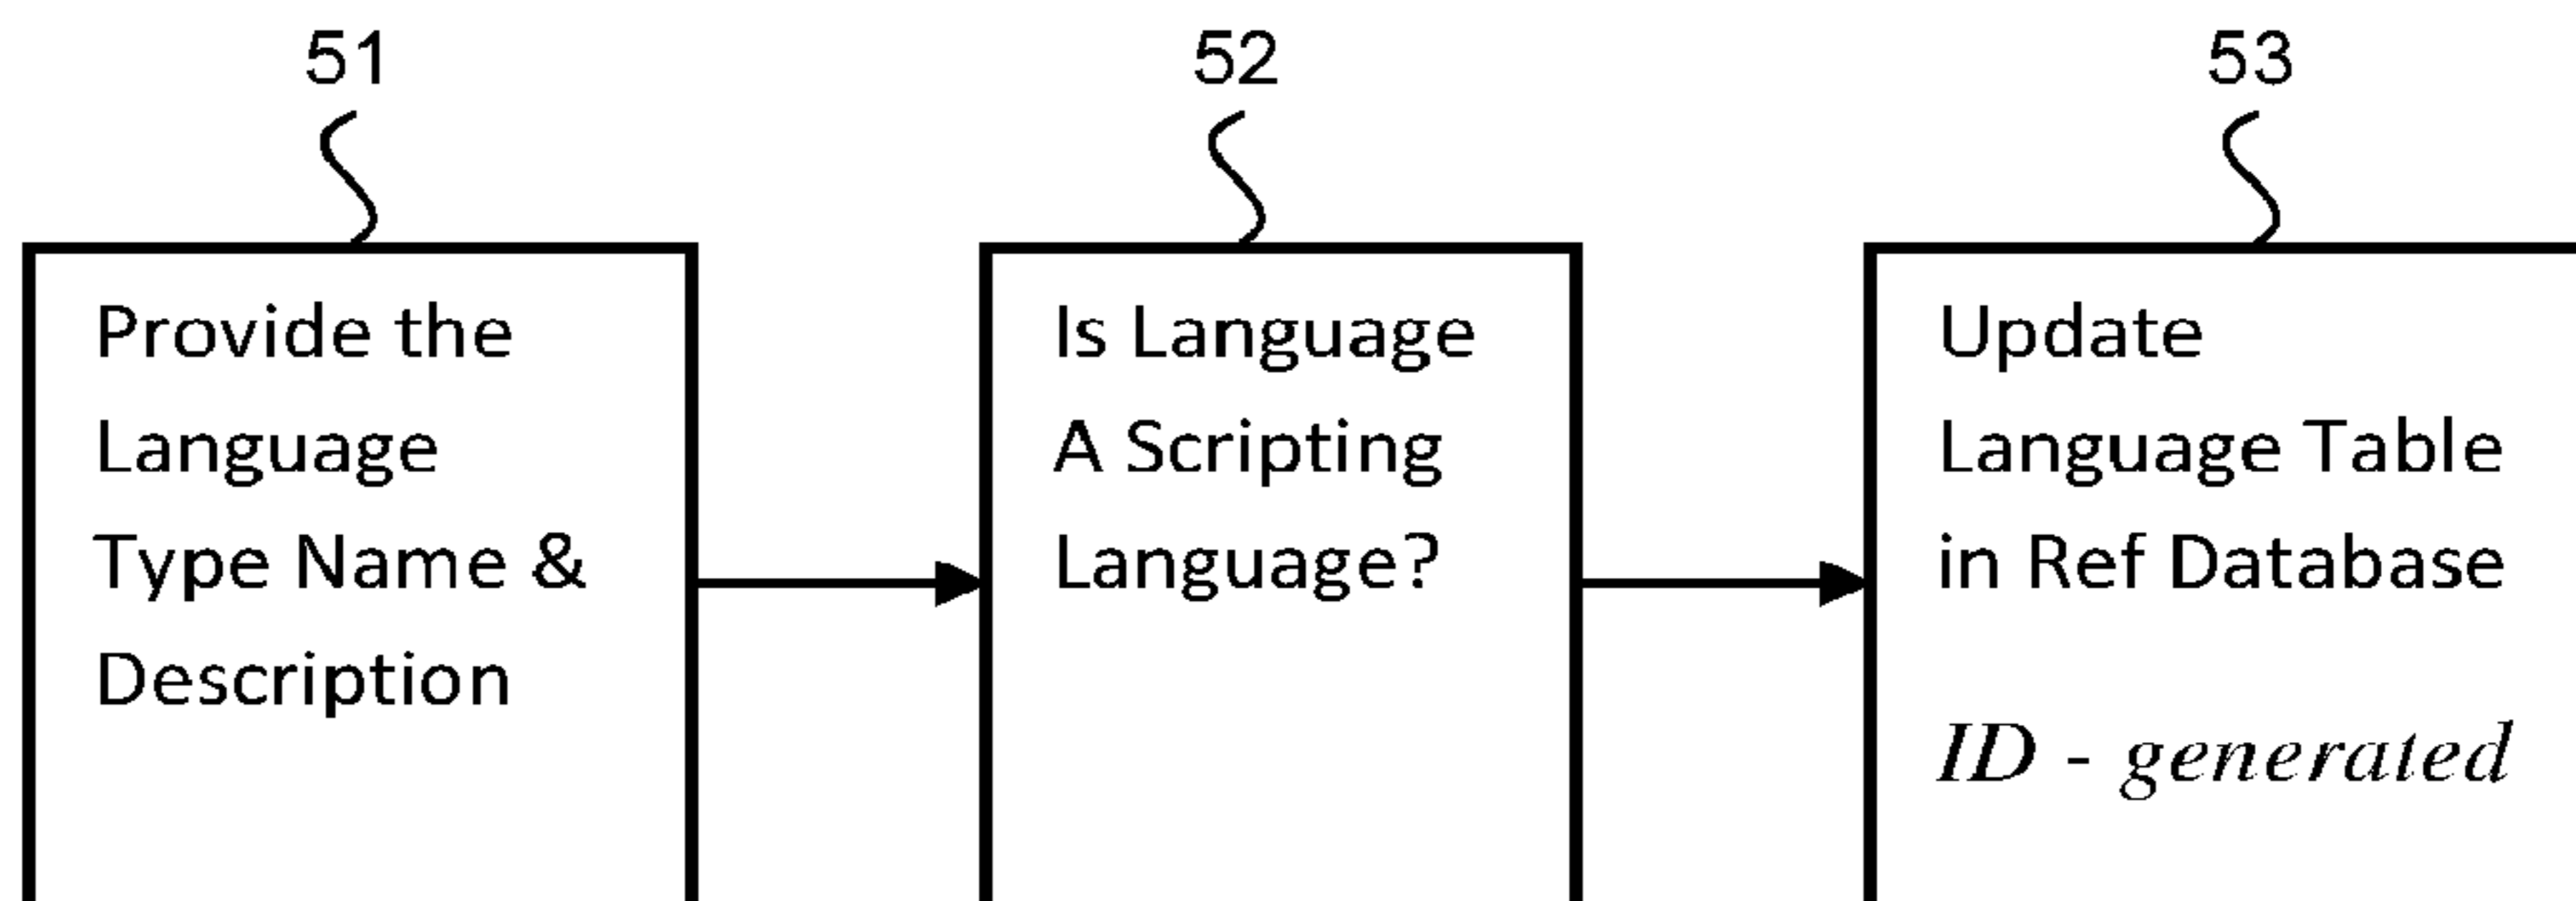 51
52
53
Provide the
Language
Type Name &
Description
Is Language
A Scripting
Language?
Update
Language Table
in Ref Database
ID - generated